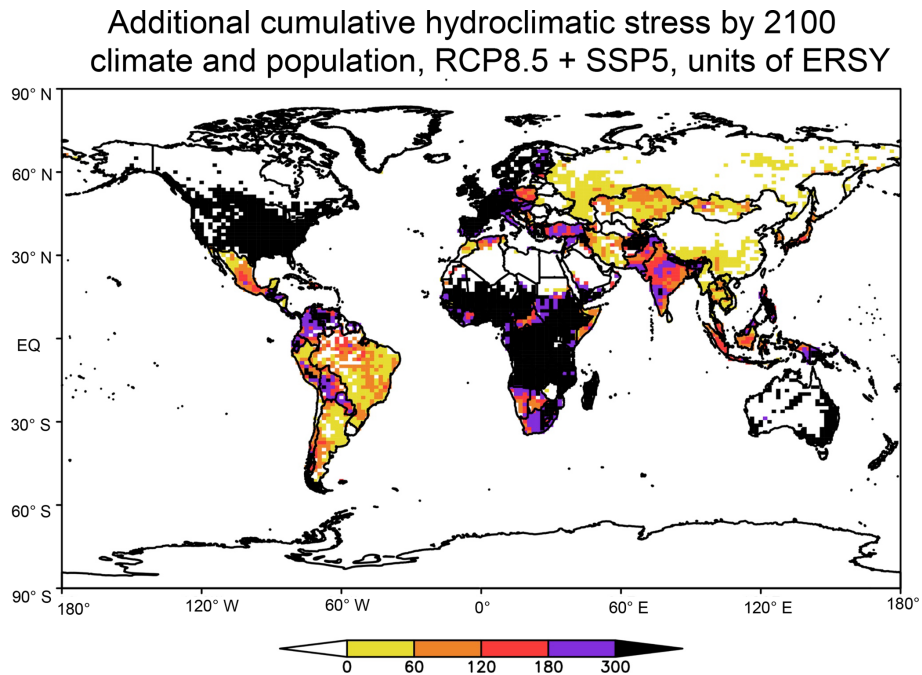 Additional cumulative hydroclimatic stress by 2100
climate and population, RCP8.5 + SSP5, units of ERSY
90° N
60° N
30° N
EQ
30° S
60° S
90° S
180° 120° W 60° W 0° 60° E 120° E 180°
0 60 120 180 300